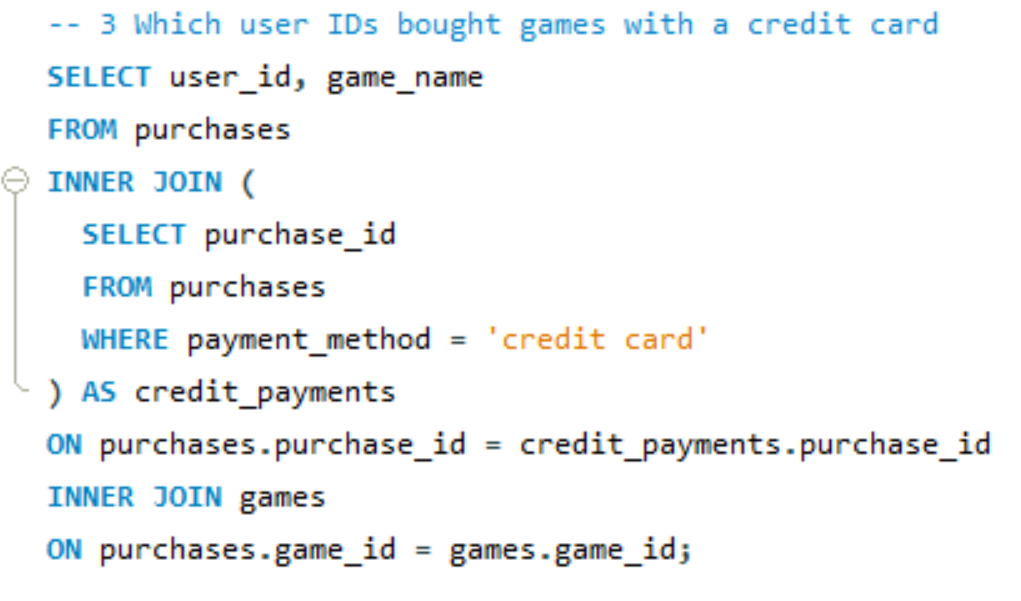 -- 3 Which user IDs bought games with a credit card
SELECT user_id, game_name
FROM purchases
INNER JOIN (
  SELECT purchase_id
  FROM purchases
  WHERE payment_method = 'credit card'
) AS credit_payments
ON purchases.purchase_id = credit_payments.purchase_id
INNER JOIN games
ON purchases.game_id = games.game_id;